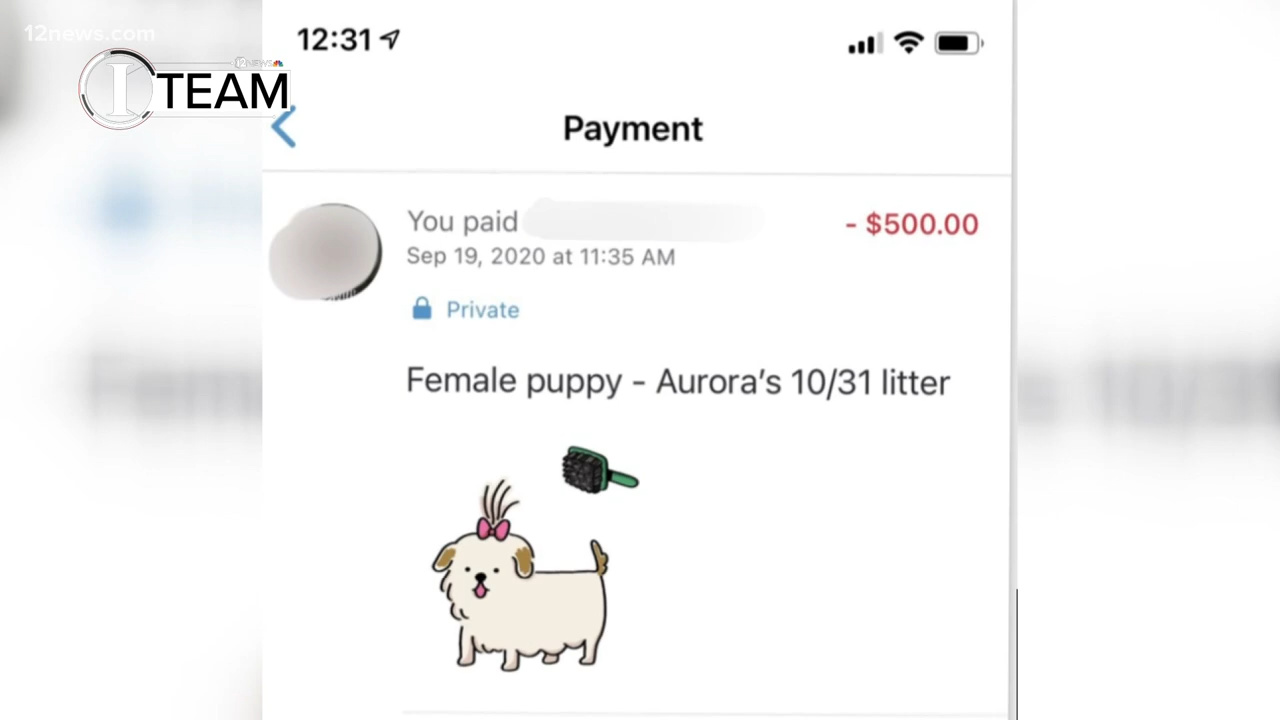 12news.com
12:31
12NEWS
I TEAM
Payment
You paid
- $500.00
Sep 19, 2020 at 11:35 AM
Private
Female puppy - Aurora's 10/31 litter